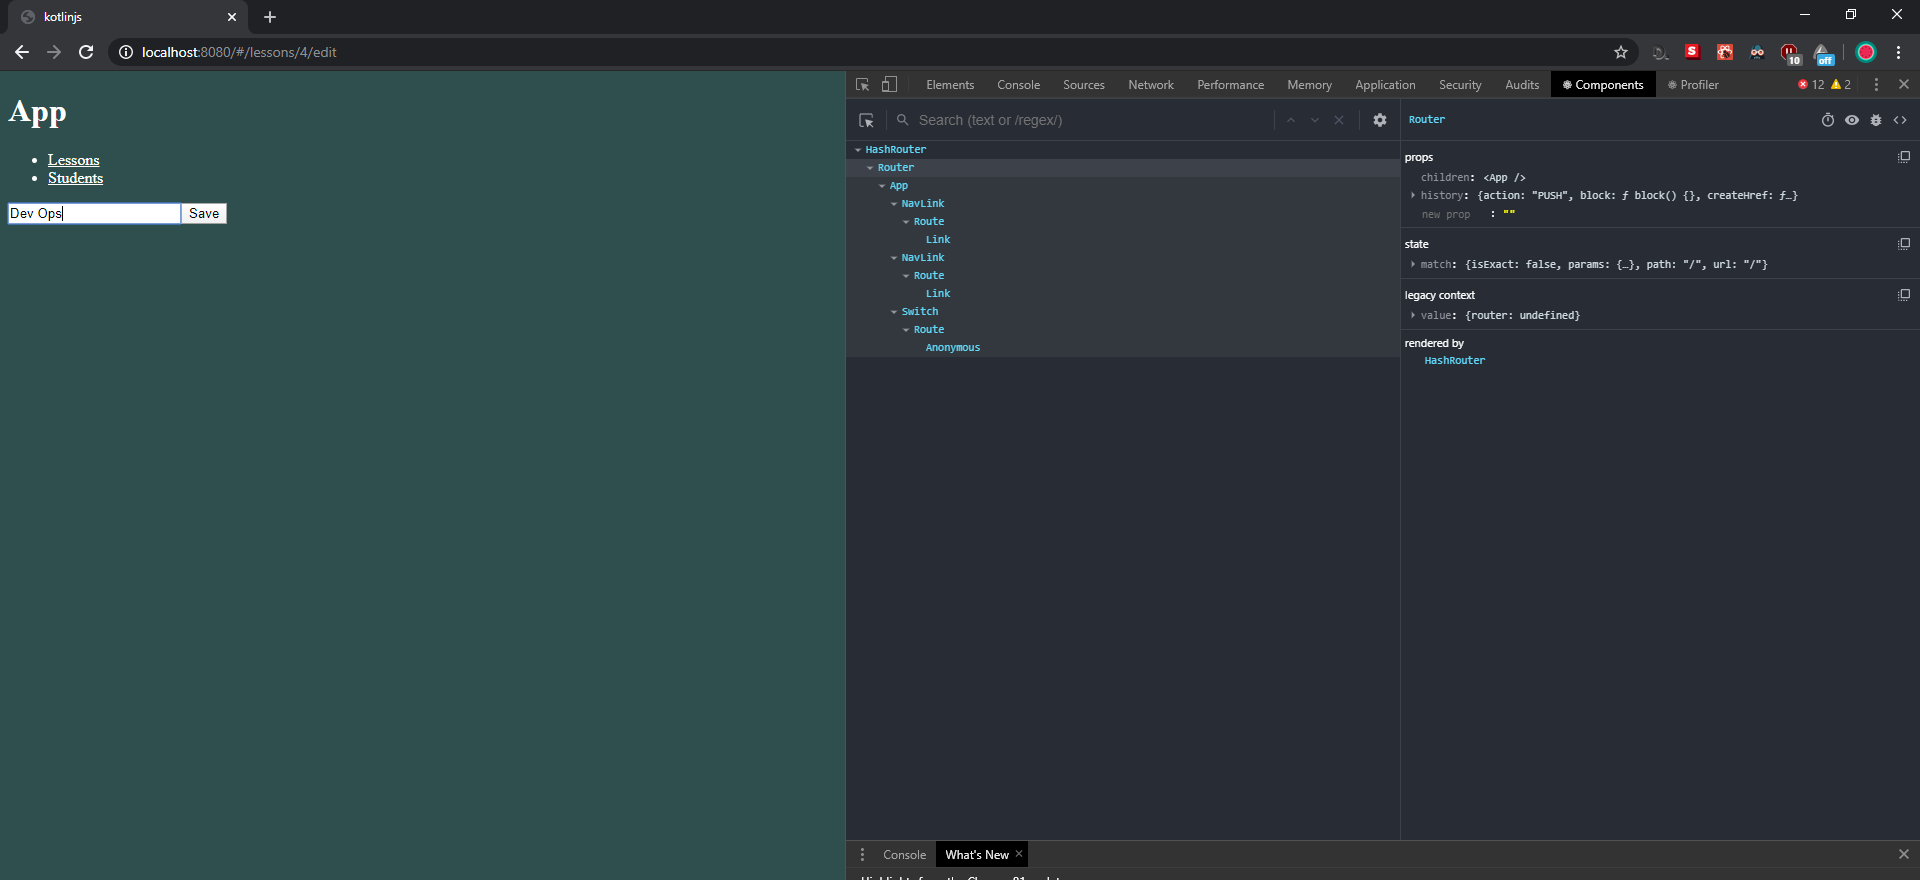 kotlinjs
localhost:8080/#/lessons/4/edit
S
10
off
App
Lessons
Students
Dev Ops
Save
Elements Console Sources Network Performance Memory Application Security Audits Components Profiler 12 2
Search (text or /regex/)
HashRouter
Router
App
NavLink
Route
Link
NavLink
Route
Link
Switch
Route
Anonymous
Router
props
children: <App />
history: {action: "PUSH", block: ƒ block() {}, createHref: ƒ…}
new prop : ""
state
match: {isExact: false, params: {…}, path: "/", url: "/"}
legacy context
value: {router: undefined}
rendered by
HashRouter
Console What's New